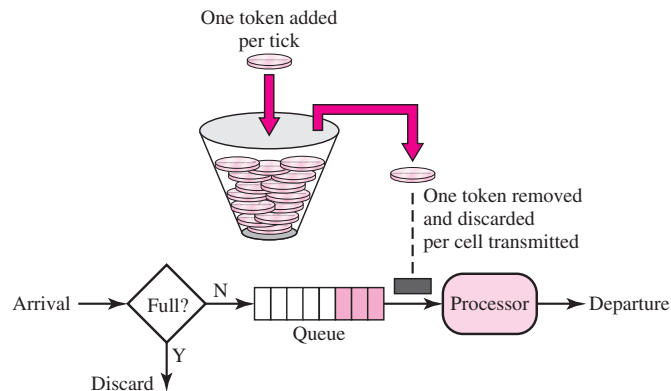 One token added
per tick
One token removed
and discarded
per cell transmitted
Arrival
Full?
N
Queue
Processor
Departure
Y
Discard